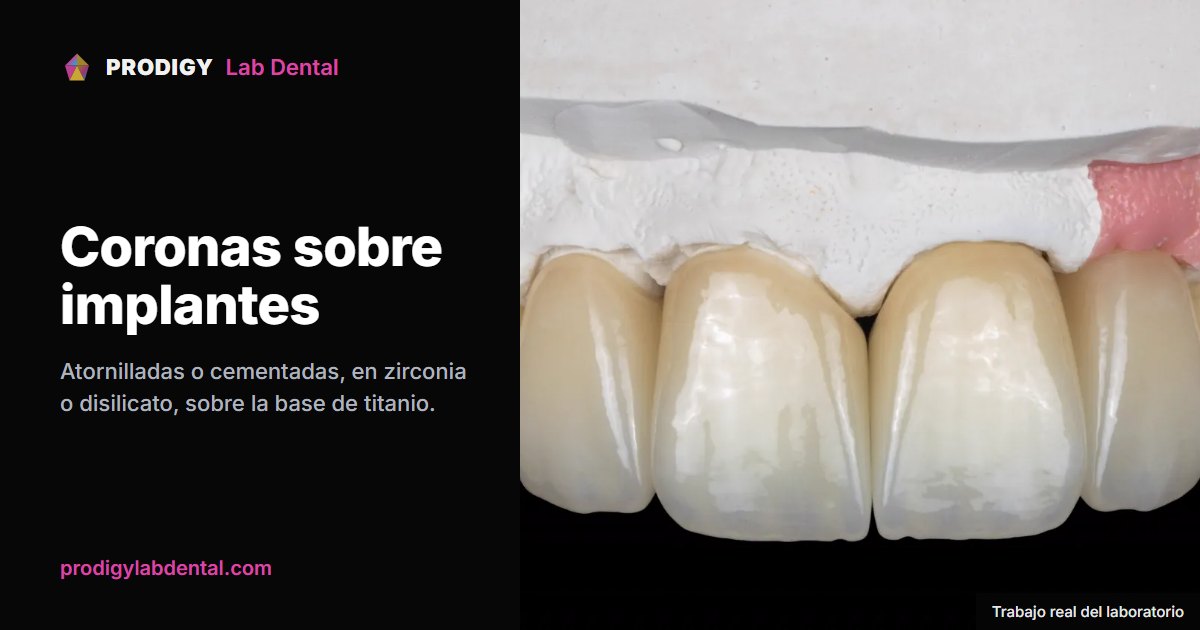 PRODIGY Lab Dental
Coronas sobre
implantes
Atornilladas o cementadas, en zirconia
o disilicato, sobre la base de titanio.
prodigylabdental.com
Trabajo real del laboratorio